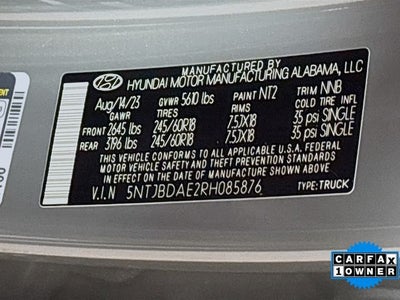 MANUFACTURED BY
HYUNDAI MOTOR MANUFACTURING ALABAMA, LLC
Aug/14/23 GVWR 5610 lbs PAINT NT2 TRIM NNB
GAWR TIRES RIMS COLD TIRE INFL
FRONT 2645 lbs 245/60R18 7.5JX18 35 psi SINGLE
REAR 3196 lbs 245/60R18 7.5JX18 35 psi SINGLE
THIS VEHICLE CONFORMS TO ALL APPLICABLE U.S.A. FEDERAL
MOTOR VEHICLE SAFETY AND THEFT PREVENTION STANDARDS
IN EFFECT ON THE DATE OF MANUFACTURE SHOWN ABOVE.
V.I.N 5NTJBDAE2RH085876 TYPE:TRUCK
CARFAX
1 OWNER